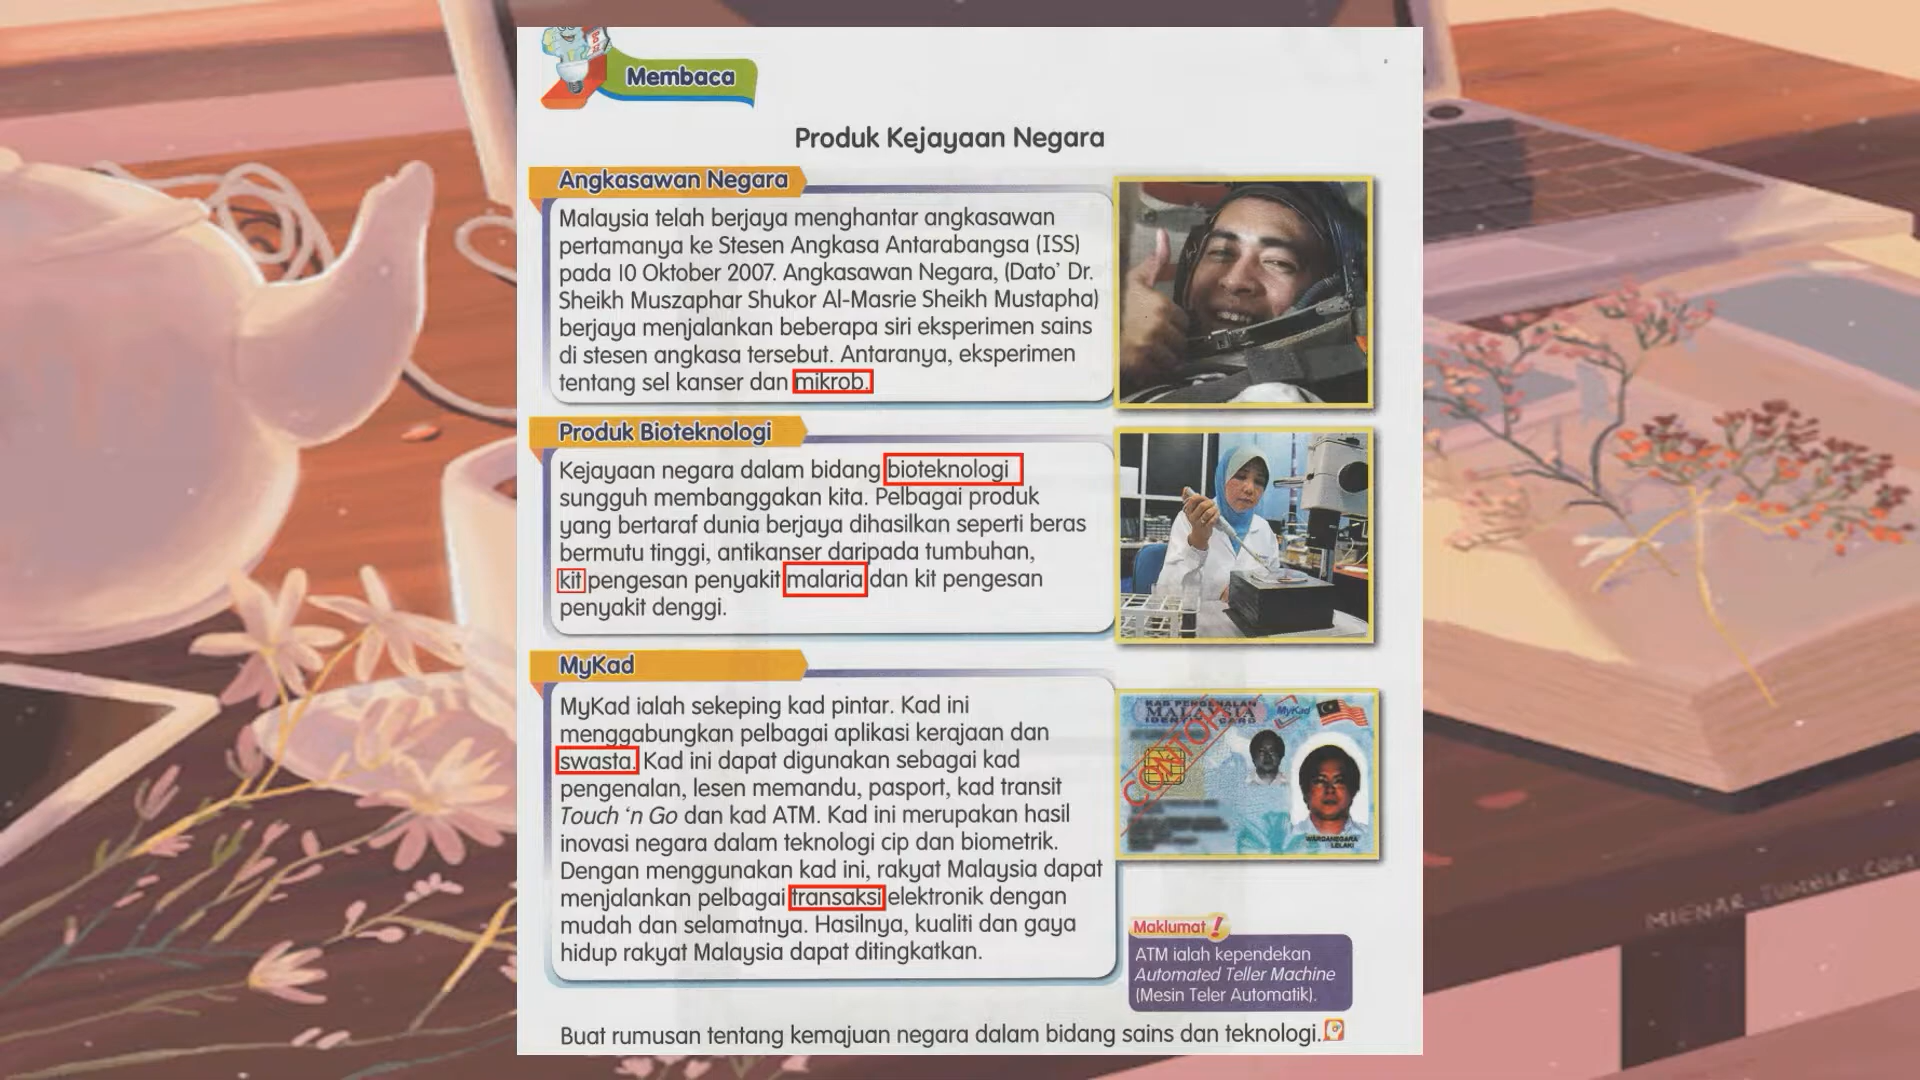 Membaca
Produk Kejayaan Negara
Angkasawan Negara
Malaysia telah berjaya menghantar angkasawan
pertamanya ke Stesen Angkasa Antarabangsa (ISS)
pada 10 Oktober 2007. Angkasawan Negara, (Dato' Dr.
Sheikh Muszaphar Shukor Al-Masrie Sheikh Mustapha)
berjaya menjalankan beberapa siri eksperimen sains
di stesen angkasa tersebut. Antaranya, eksperimen
tentang sel kanser dan mikrob.
Produk Bioteknologi
Kejayaan negara dalam bidang bioteknologi
sungguh membanggakan kita. Pelbagai produk
yang bertaraf dunia berjaya dihasilkan seperti beras
bermutu tinggi, antikanser daripada tumbuhan,
kit pengesan penyakit malaria dan kit pengesan
penyakit denggi.
MyKad
MyKad ialah sekeping kad pintar. Kad ini
menggabungkan pelbagai aplikasi kerajaan dan
swasta. Kad ini dapat digunakan sebagai kad
pengenalan, lesen memandu, pasport, kad transit
Touch 'n Go dan kad ATM. Kad ini merupakan hasil
inovasi negara dalam teknologi cip dan biometrik.
Dengan menggunakan kad ini, rakyat Malaysia dapat
menjalankan pelbagai transaksi elektronik dengan
mudah dan selamatnya. Hasilnya, kualiti dan gaya
hidup rakyat Malaysia dapat ditingkatkan.
KAD PENGENALAN
MALAYSIA
IDENTITY CARD
MyKad
CONTOH
WARGANEGARA
LELAKI
Maklumat!
ATM ialah kependekan
Automated Teller Machine
(Mesin Teler Automatik).
Buat rumusan tentang kemajuan negara dalam bidang sains dan teknologi.
MIENAR.TUMBLR.COM